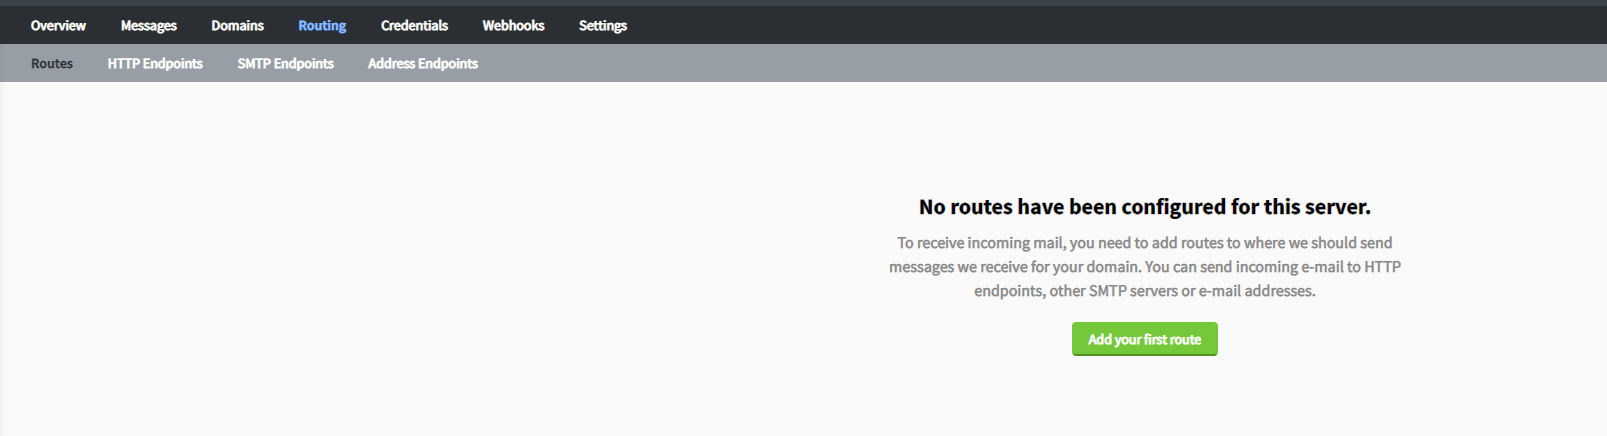 Overview Messages Domains Routing Credentials Webhooks Settings
Routes HTTP Endpoints SMTP Endpoints Address Endpoints
No routes have been configured for this server.
To receive incoming mail, you need to add routes to where we should send
messages we receive for your domain. You can send incoming e-mail to HTTP
endpoints, other SMTP servers or e-mail addresses.
Add your first route